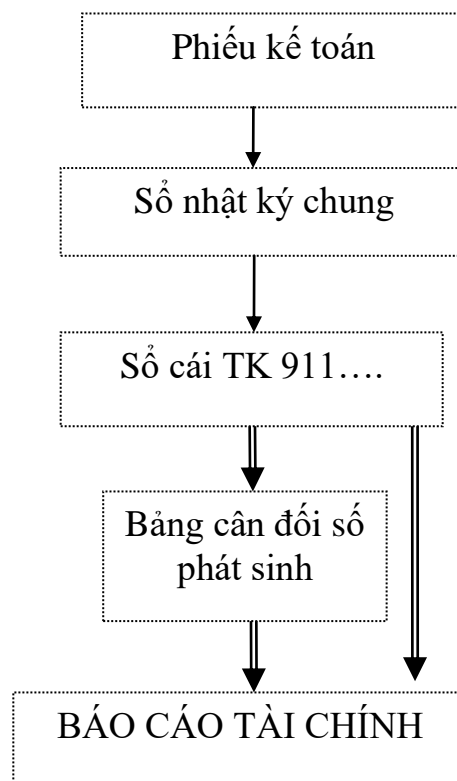 Phiếu kế toán
Sổ nhật ký chung
Sổ cái TK 911….
Bảng cân đối số
phát sinh
BÁO CÁO TÀI CHÍNH